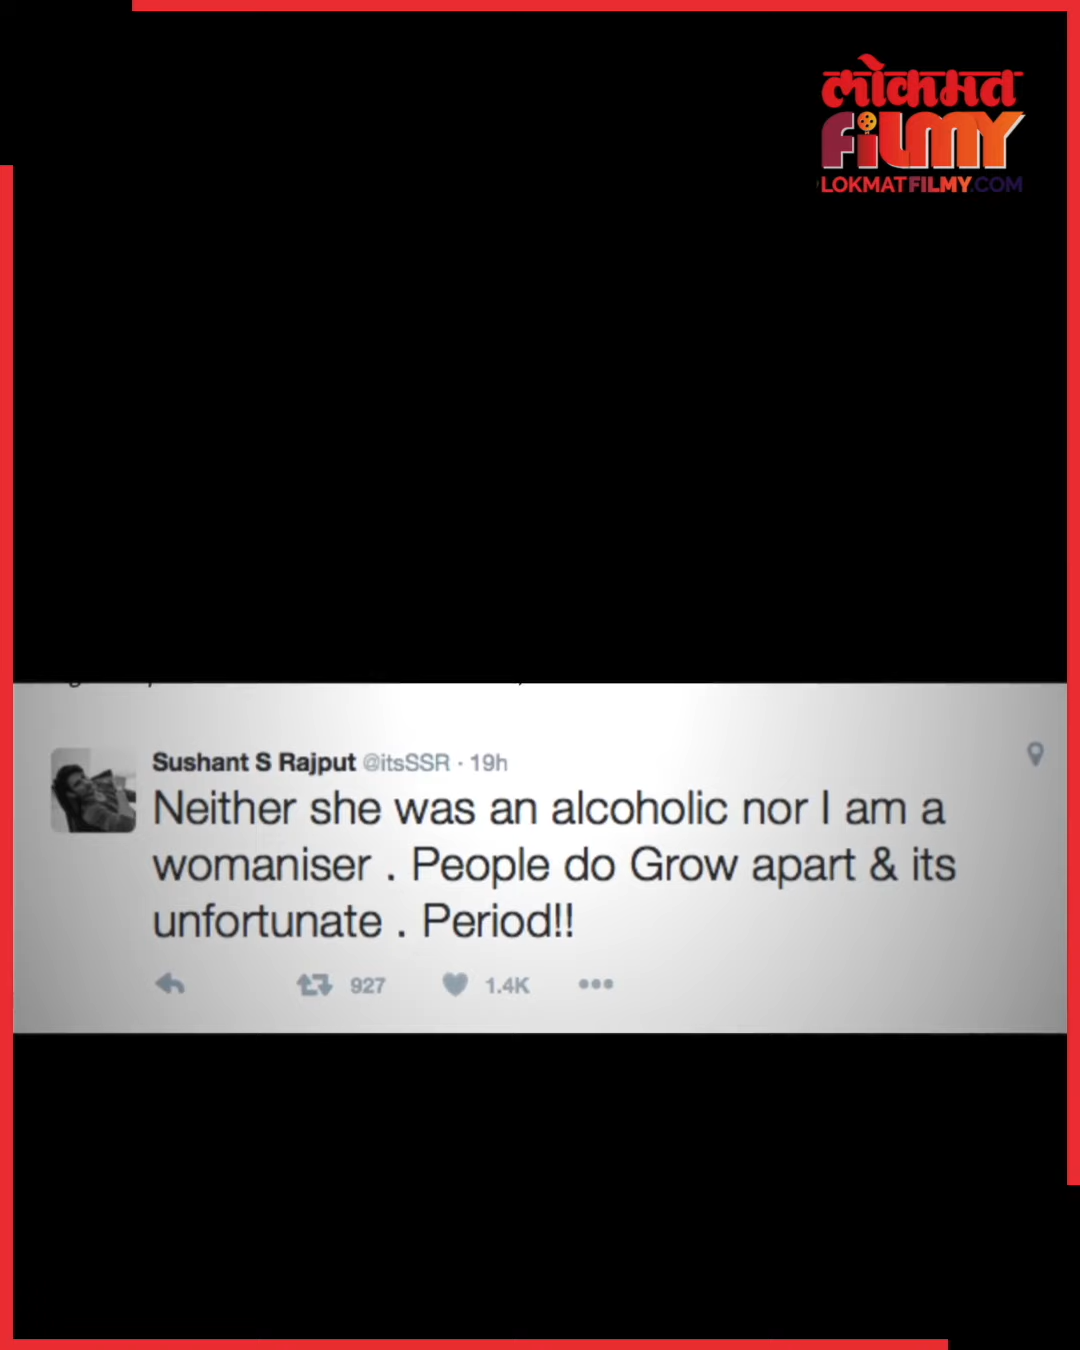 लोकमत
FILMY
LOKMATFILMY.COM
Sushant S Rajput @itsSSR · 19h
Neither she was an alcoholic nor I am a
womaniser . People do Grow apart & its
unfortunate . Period!!
927 1.4K